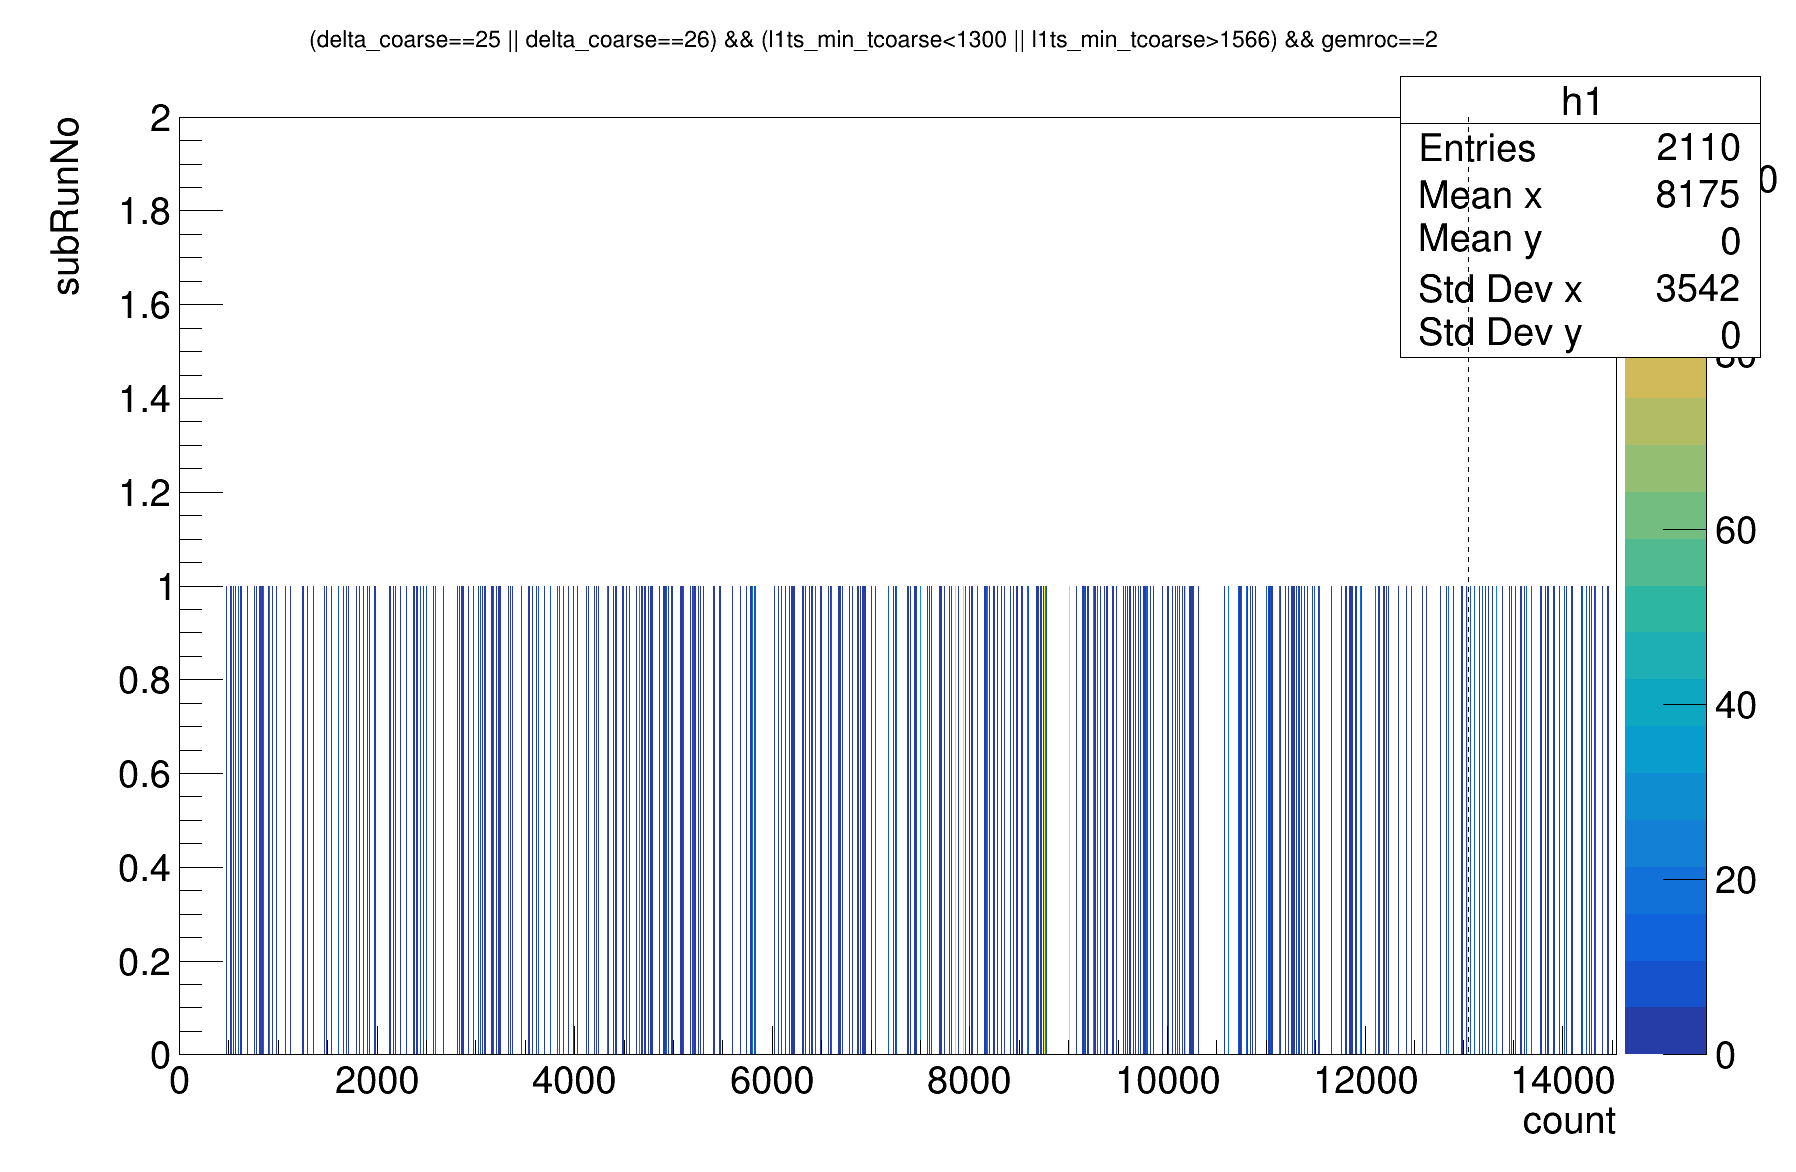 (delta_coarse==25 || delta_coarse==26) && (l1ts_min_tcoarse<1300 || l1ts_min_tcoarse>1566) && gemroc==2
h1
Entries 2110
Mean x 8175
Mean y 0
Std Dev x 3542
Std Dev y 0
subRunNo
2
1.8
1.6
1.4
1.2
1
0.8
0.6
0.4
0.2
0
0 2000 4000 6000 8000 10000 12000 14000
count
60
40
20
0